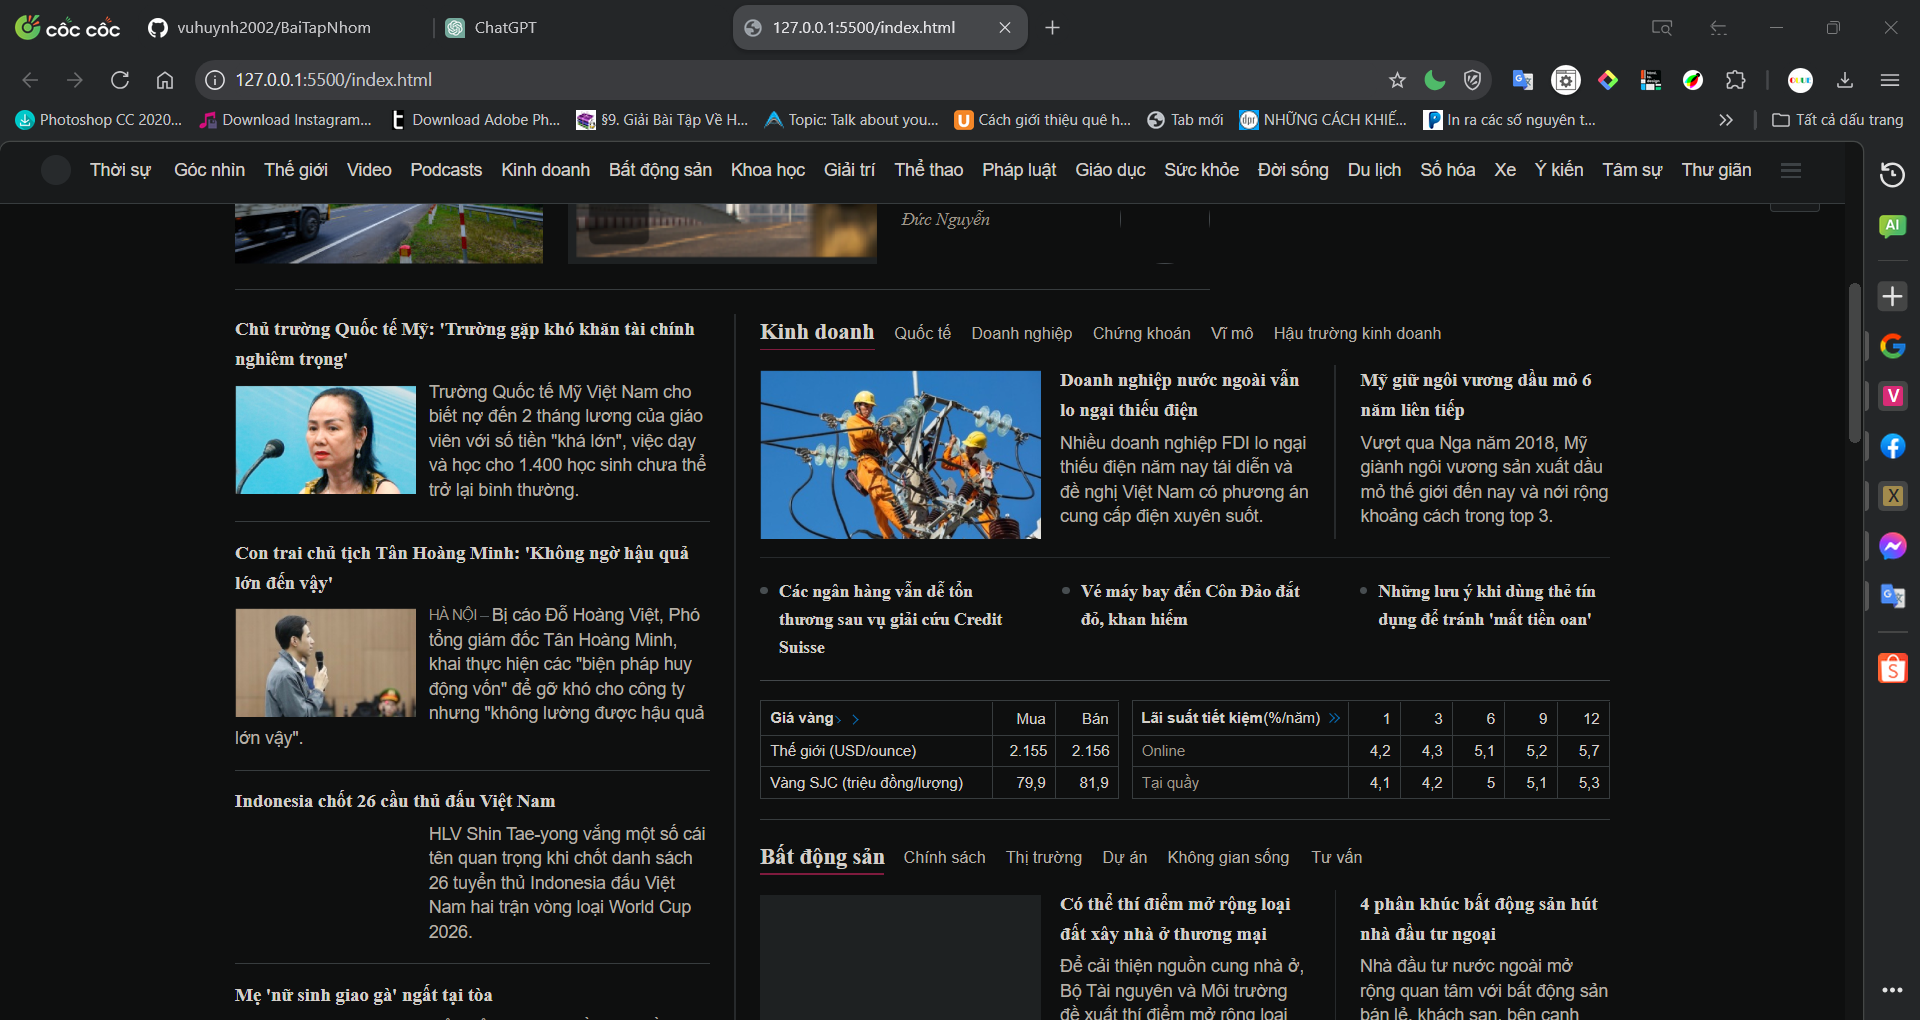 cốc cốc
vuhuynh2002/BaiTapNhom
ChatGPT
127.0.0.1:5500/index.html
127.0.0.1:5500/index.html
Photoshop CC 2020...
Download Instagram...
Download Adobe Ph...
§9. Giải Bài Tập Về H...
Topic: Talk about you...
Cách giới thiệu quê h...
Tab mới
NHỮNG CÁCH KHIẾ...
In ra các số nguyên t...
Tất cả dấu trang
Thời sự Góc nhìn Thế giới Video Podcasts Kinh doanh Bất động sản Khoa học Giải trí Thể thao Pháp luật Giáo dục Sức khỏe Đời sống Du lịch Số hóa Xe Ý kiến Tâm sự Thư giãn
Đức Nguyễn
Chủ trường Quốc tế Mỹ: 'Trường gặp khó khăn tài chính
nghiêm trọng'
Trường Quốc tế Mỹ Việt Nam cho
biết nợ đến 2 tháng lương của giáo
viên với số tiền "khá lớn", việc dạy
và học cho 1.400 học sinh chưa thể
trở lại bình thường.
Con trai chủ tịch Tân Hoàng Minh: 'Không ngờ hậu quả
lớn đến vậy'
HÀ NỘI – Bị cáo Đỗ Hoàng Việt, Phó
tổng giám đốc Tân Hoàng Minh,
khai thực hiện các "biện pháp huy
động vốn" để gỡ khó cho công ty
nhưng "không lường được hậu quả
lớn vậy".
Indonesia chốt 26 cầu thủ đấu Việt Nam
HLV Shin Tae-yong vắng một số cái
tên quan trọng khi chốt danh sách
26 tuyển thủ Indonesia đấu Việt
Nam hai trận vòng loại World Cup
2026.
Mẹ 'nữ sinh giao gà' ngất tại tòa
Kinh doanh Quốc tế Doanh nghiệp Chứng khoán Vĩ mô Hậu trường kinh doanh
Doanh nghiệp nước ngoài vẫn
lo ngại thiếu điện
Nhiều doanh nghiệp FDI lo ngại
thiếu điện năm nay tái diễn và
đề nghị Việt Nam có phương án
cung cấp điện xuyên suốt.
Mỹ giữ ngôi vương dầu mỏ 6
năm liên tiếp
Vượt qua Nga năm 2018, Mỹ
giành ngôi vương sản xuất dầu
mỏ thế giới đến nay và nới rộng
khoảng cách trong top 3.
Các ngân hàng vẫn dễ tổn
thương sau vụ giải cứu Credit
Suisse
Vé máy bay đến Côn Đảo đắt
đỏ, khan hiếm
Những lưu ý khi dùng thẻ tín
dụng để tránh 'mất tiền oan'
Giá vàng Mua Bán
Thế giới (USD/ounce) 2.155 2.156
Vàng SJC (triệu đồng/lượng) 79,9 81,9
Lãi suất tiết kiệm(%/năm) 1 3 6 9 12
Online 4,2 4,3 5,1 5,2 5,7
Tại quầy 4,1 4,2 5 5,1 5,3
Bất động sản Chính sách Thị trường Dự án Không gian sống Tư vấn
Có thể thí điểm mở rộng loại
đất xây nhà ở thương mại
Để cải thiện nguồn cung nhà ở,
Bộ Tài nguyên và Môi trường
đề xuất thí điểm mở rộng loại
4 phân khúc bất động sản hút
nhà đầu tư ngoại
Nhà đầu tư nước ngoài mở
rộng quan tâm với bất động sản
bán lẻ, khách sạn, bên cạnh